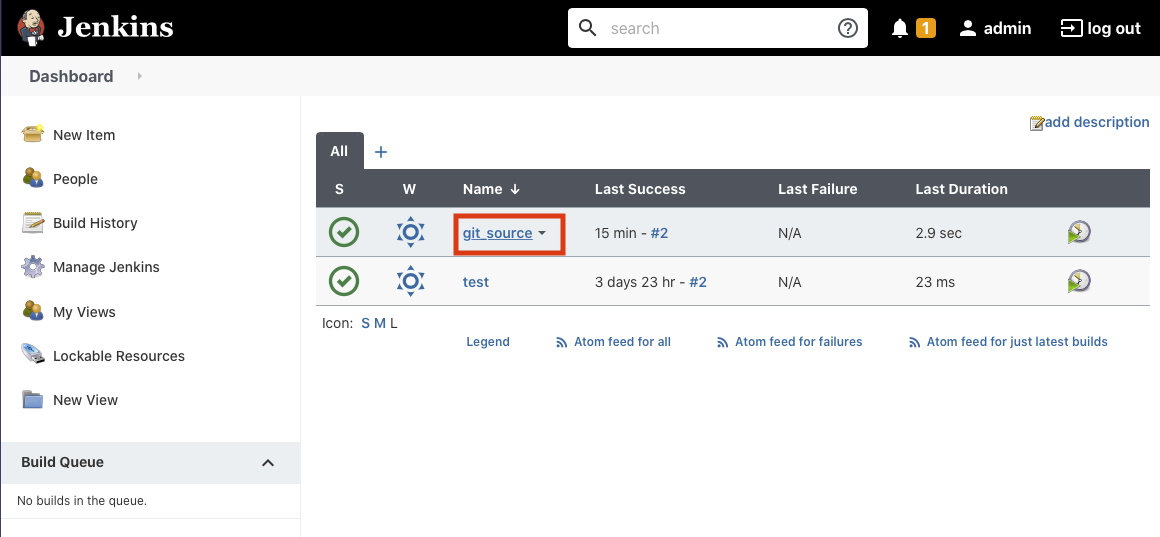 Jenkins
search
1
admin
log out
Dashboard
New Item
People
Build History
Manage Jenkins
My Views
Lockable Resources
New View
Build Queue
No builds in the queue.
add description
All +
S W Name ↓ Last Success Last Failure Last Duration
git_source 15 min - #2 N/A 2.9 sec
test 3 days 23 hr - #2 N/A 23 ms
Icon: S M L
Legend Atom feed for all Atom feed for failures Atom feed for just latest builds